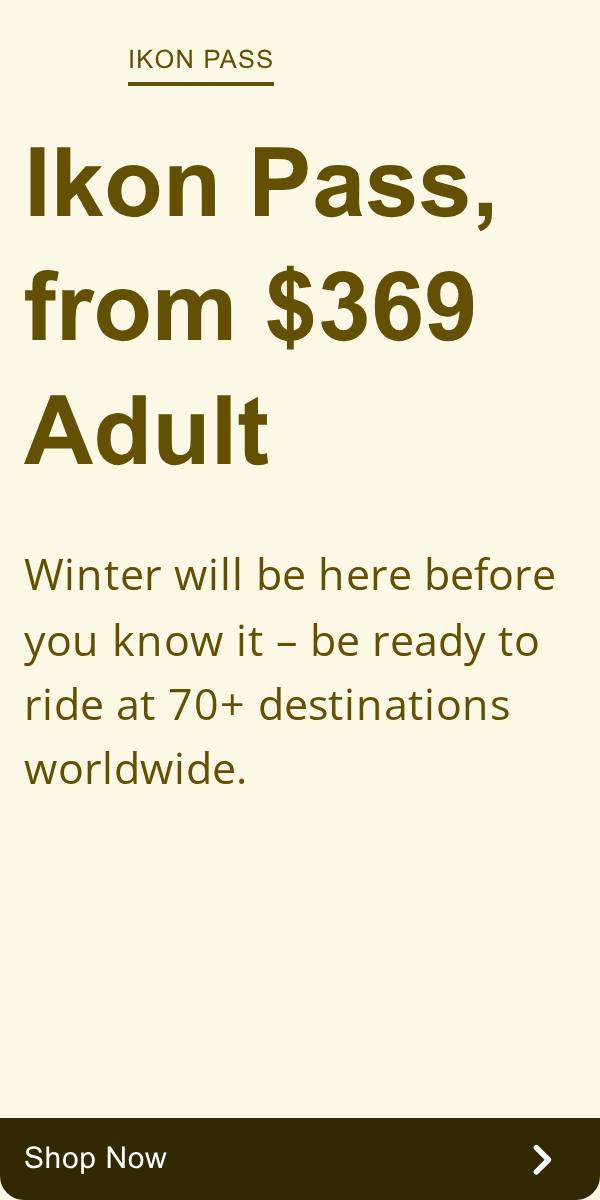 IKON PASS
Ikon Pass,
from $369
Adult
Winter will be here before
you know it – be ready to
ride at 70+ destinations
worldwide.
Shop Now